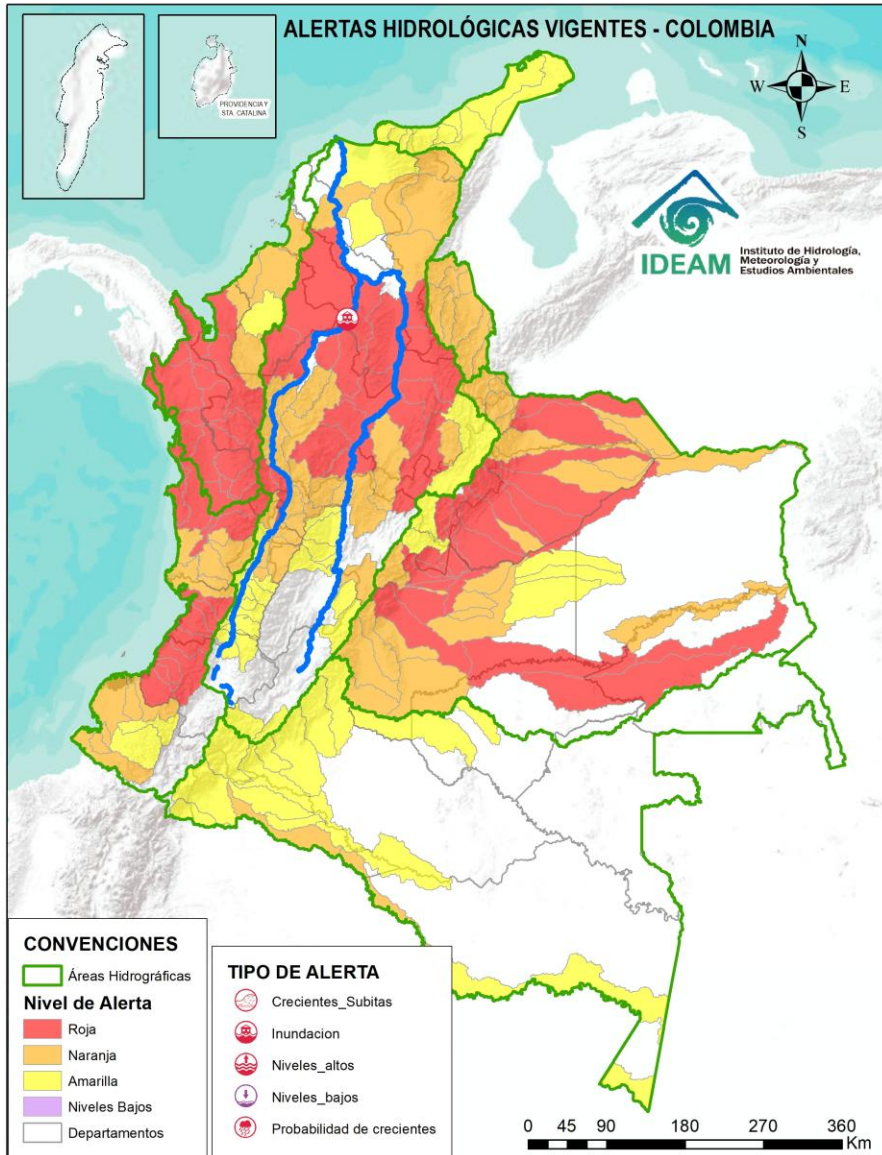 ALERTAS HIDROLÓGICAS VIGENTES - COLOMBIA
PROVIDENCIA Y
STA. CATALINA
N
W
E
S
IDEAM
Instituto de Hidrología,
Meteorología y
Estudios Ambientales
CONVENCIONES
Áreas Hidrográficas
Nivel de Alerta
Roja
Naranja
Amarilla
Niveles Bajos
Departamentos
TIPO DE ALERTA
Crecientes_Subitas
Inundacion
Niveles_altos
Niveles_bajos
Probabilidad de crecientes
0 45 90 180 270 360
Km